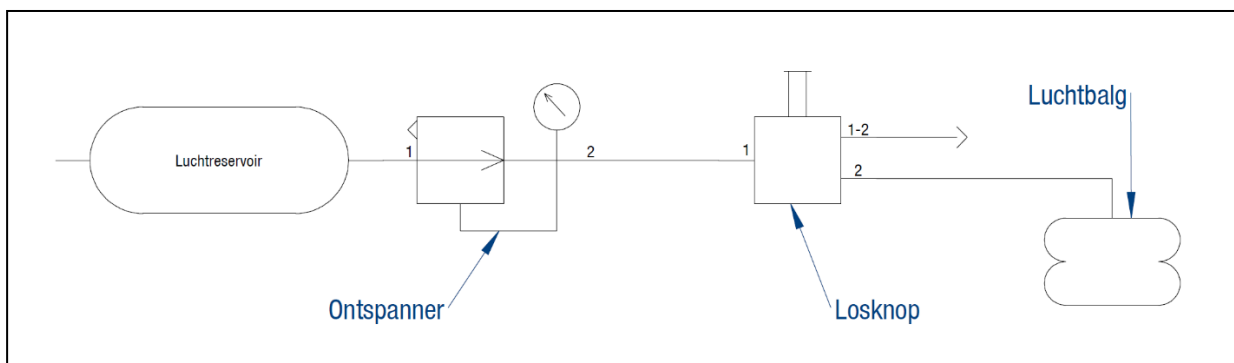 Luchtreservoir
1
2
Ontspanner
1
1-2
2
Losknop
Luchtbalg